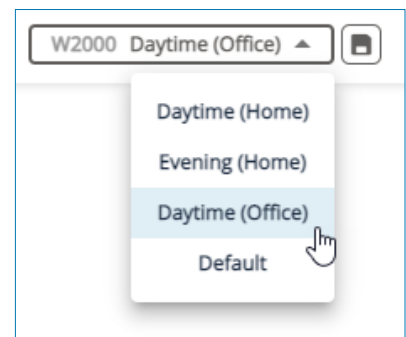 W2000 Daytime (Office)
Daytime (Home)
Evening (Home)
Daytime (Office)
Default